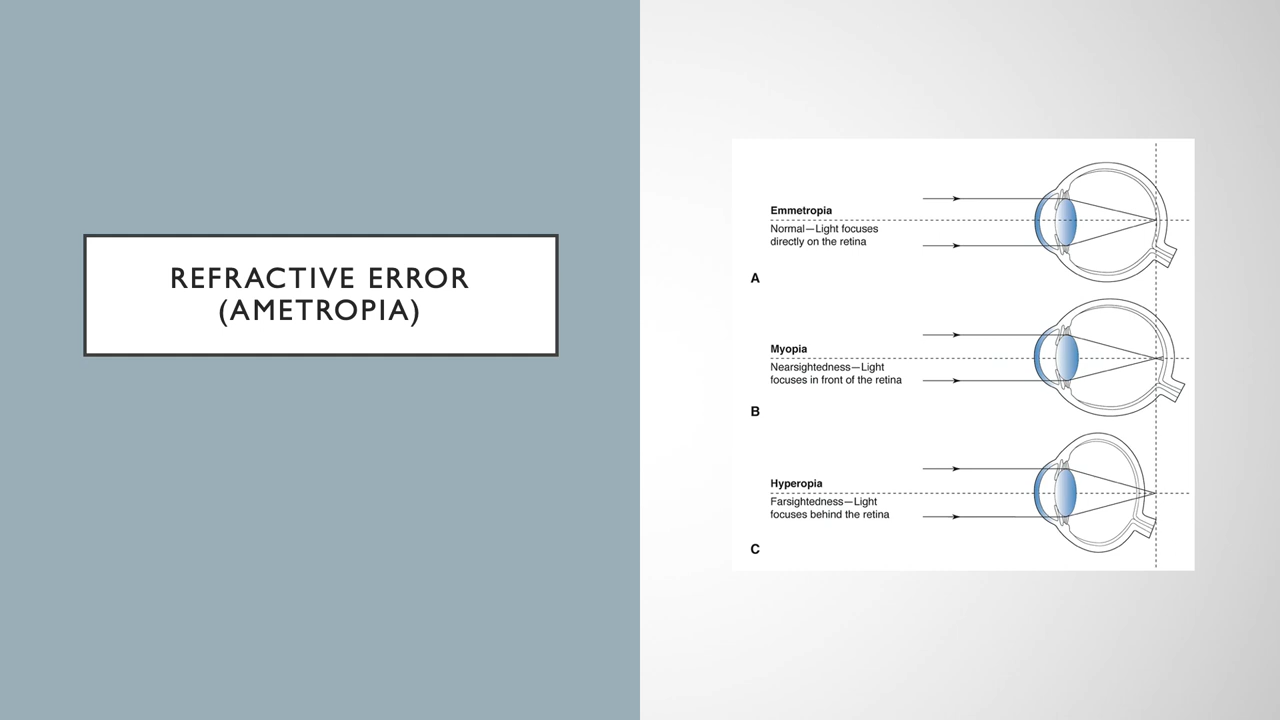 REFRACTIVE ERROR
(AMETROPIA)
Emmetropia
Normal—Light focuses
directly on the retina
A
Myopia
Nearsightedness—Light
focuses in front of the retina
B
Hyperopia
Farsightedness—Light
focuses behind the retina
C